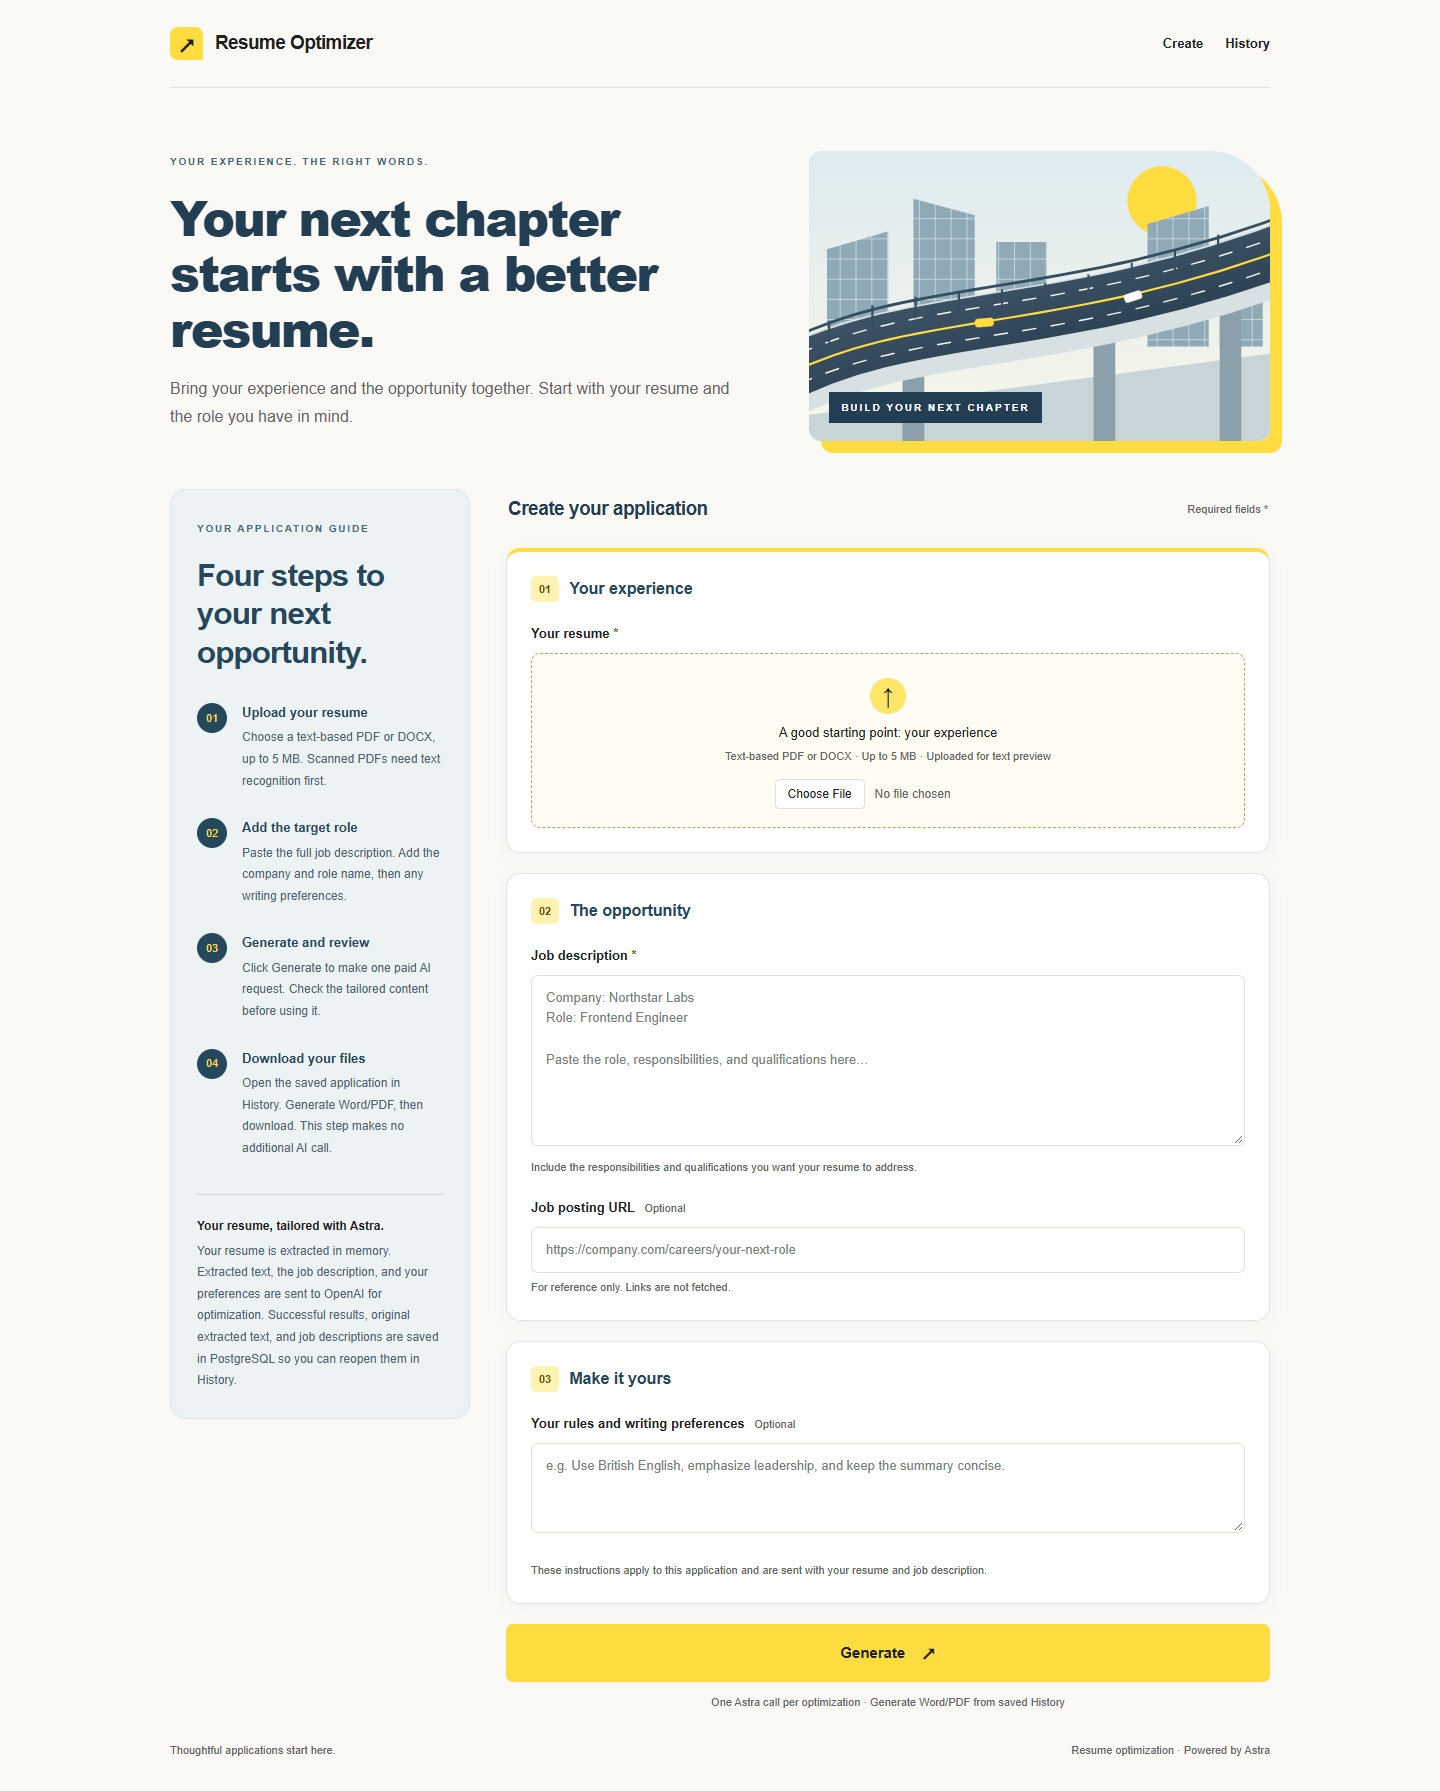 Resume Optimizer
Create
History
YOUR EXPERIENCE. THE RIGHT WORDS.
Your next chapter
starts with a better
resume.
Bring your experience and the opportunity together. Start with your resume and
the role you have in mind.
BUILD YOUR NEXT CHAPTER
YOUR APPLICATION GUIDE
Four steps to
your next
opportunity.
01
Upload your resume
Choose a text-based PDF or DOCX,
up to 5 MB. Scanned PDFs need text
recognition first.
02
Add the target role
Paste the full job description. Add the
company and role name, then any
writing preferences.
03
Generate and review
Click Generate to make one paid AI
request. Check the tailored content
before using it.
04
Download your files
Open the saved application in
History. Generate Word/PDF, then
download. This step makes no
additional AI call.
Your resume, tailored with Astra.
Your resume is extracted in memory.
Extracted text, the job description, and your
preferences are sent to OpenAI for
optimization. Successful results, original
extracted text, and job descriptions are saved
in PostgreSQL so you can reopen them in
History.
Create your application
Required fields *
01
Your experience
Your resume *
A good starting point: your experience
Text-based PDF or DOCX · Up to 5 MB · Uploaded for text preview
Choose File
No file chosen
02
The opportunity
Job description *
Company: Northstar Labs
Role: Frontend Engineer
Paste the role, responsibilities, and qualifications here...
Include the responsibilities and qualifications you want your resume to address.
Job posting URL Optional
https://company.com/careers/your-next-role
For reference only. Links are not fetched.
03
Make it yours
Your rules and writing preferences Optional
e.g. Use British English, emphasize leadership, and keep the summary concise.
These instructions apply to this application and are sent with your resume and job description.
Generate
One Astra call per optimization · Generate Word/PDF from saved History
Thoughtful applications start here.
Resume optimization · Powered by Astra